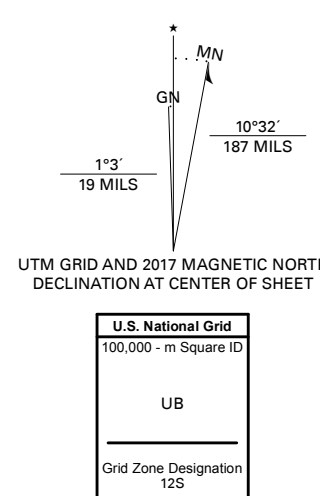 ★
MN
GN
10°32´
187 MILS
1°3´
19 MILS
UTM GRID AND 2017 MAGNETIC NORTH
DECLINATION AT CENTER OF SHEET
U.S. National Grid
100,000 - m Square ID
UB
Grid Zone Designation
12S